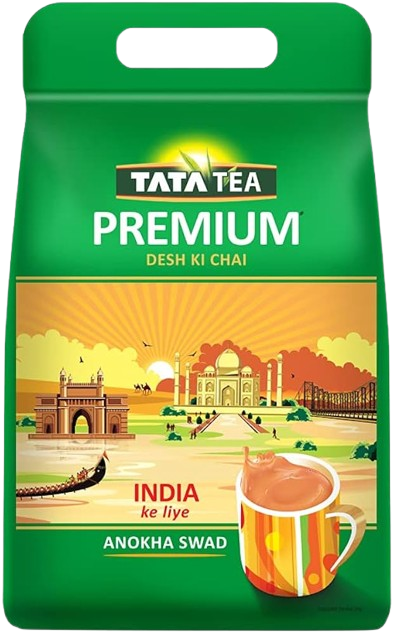 TATA TEA
PREMIUM
DESH KI CHAI
INDIA
ke liye
ANOKHA SWAD